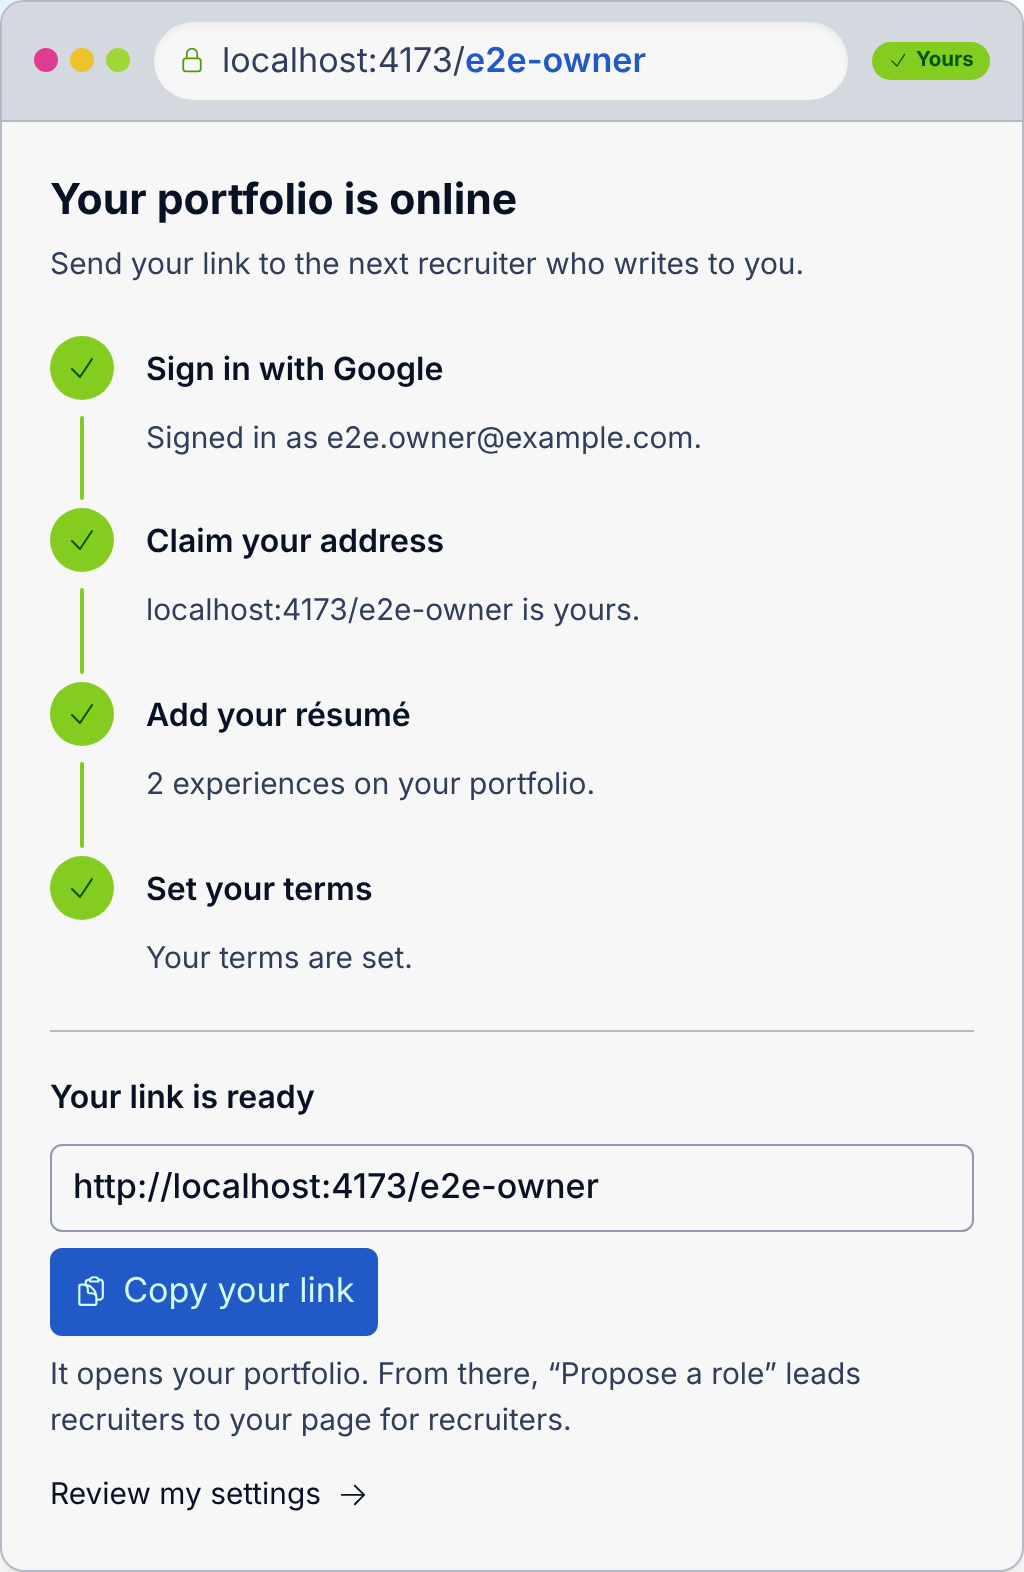 localhost:4173/e2e-owner
Yours
Your portfolio is online
Send your link to the next recruiter who writes to you.
Sign in with Google
Signed in as e2e.owner@example.com.
Claim your address
localhost:4173/e2e-owner is yours.
Add your résumé
2 experiences on your portfolio.
Set your terms
Your terms are set.
Your link is ready
http://localhost:4173/e2e-owner
Copy your link
It opens your portfolio. From there, “Propose a role” leads
recruiters to your page for recruiters.
Review my settings